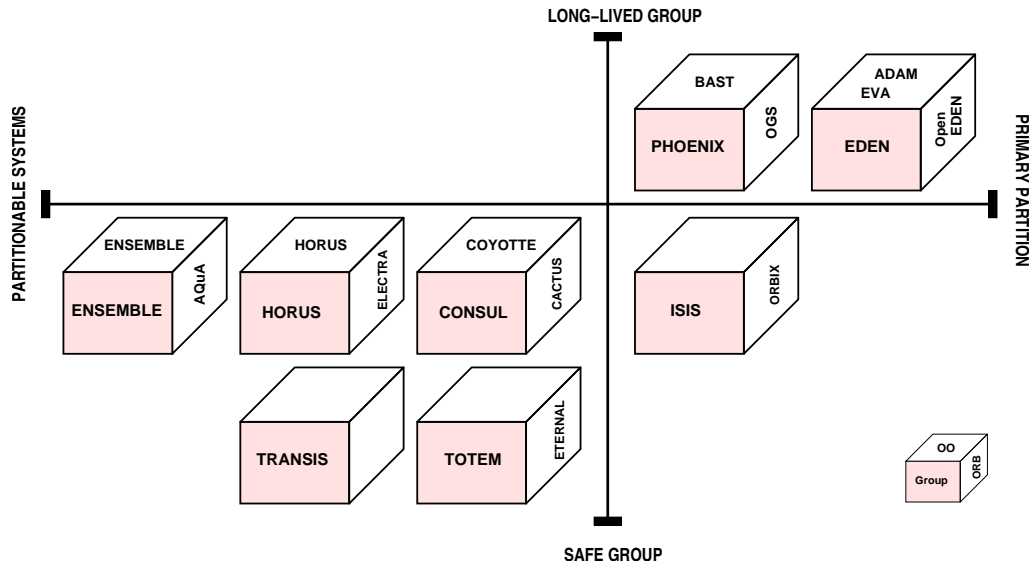 LONG-LIVED GROUP
PARTITIONABLE SYSTEMS
PRIMARY PARTITION
BAST
OGS
PHOENIX
ADAM
EVA
Open
EDEN
EDEN
ENSEMBLE
AQuA
ENSEMBLE
HORUS
ELECTRA
HORUS
COYOTTE
CACTUS
CONSUL
ORBIX
ISIS
TRANSIS
ETERNAL
TOTEM
OO
ORB
Group
SAFE GROUP